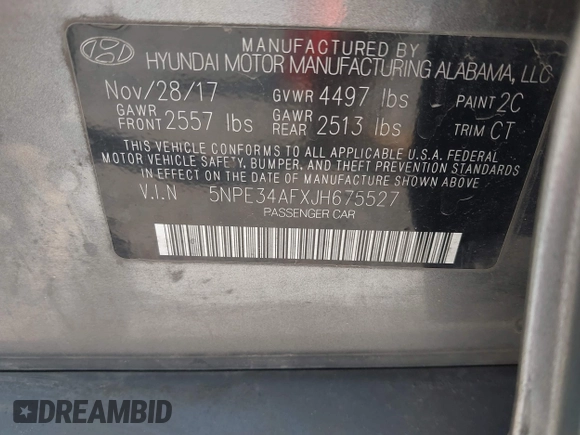 MANUFACTURED BY
HYUNDAI MOTOR MANUFACTURING ALABAMA, LLC
Nov/28/17 GVWR 4497 lbs PAINT 2C
GAWR FRONT 2557 lbs GAWR REAR 2513 lbs TRIM CT
THIS VEHICLE CONFORMS TO ALL APPLICABLE U.S.A. FEDERAL
MOTOR VEHICLE SAFETY, BUMPER, AND THEFT PREVENTION STANDARDS
IN EFFECT ON THE DATE OF MANUFACTURE SHOWN ABOVE
V.I.N 5NPE34AFXJH675527
PASSENGER CAR
DREAMBID